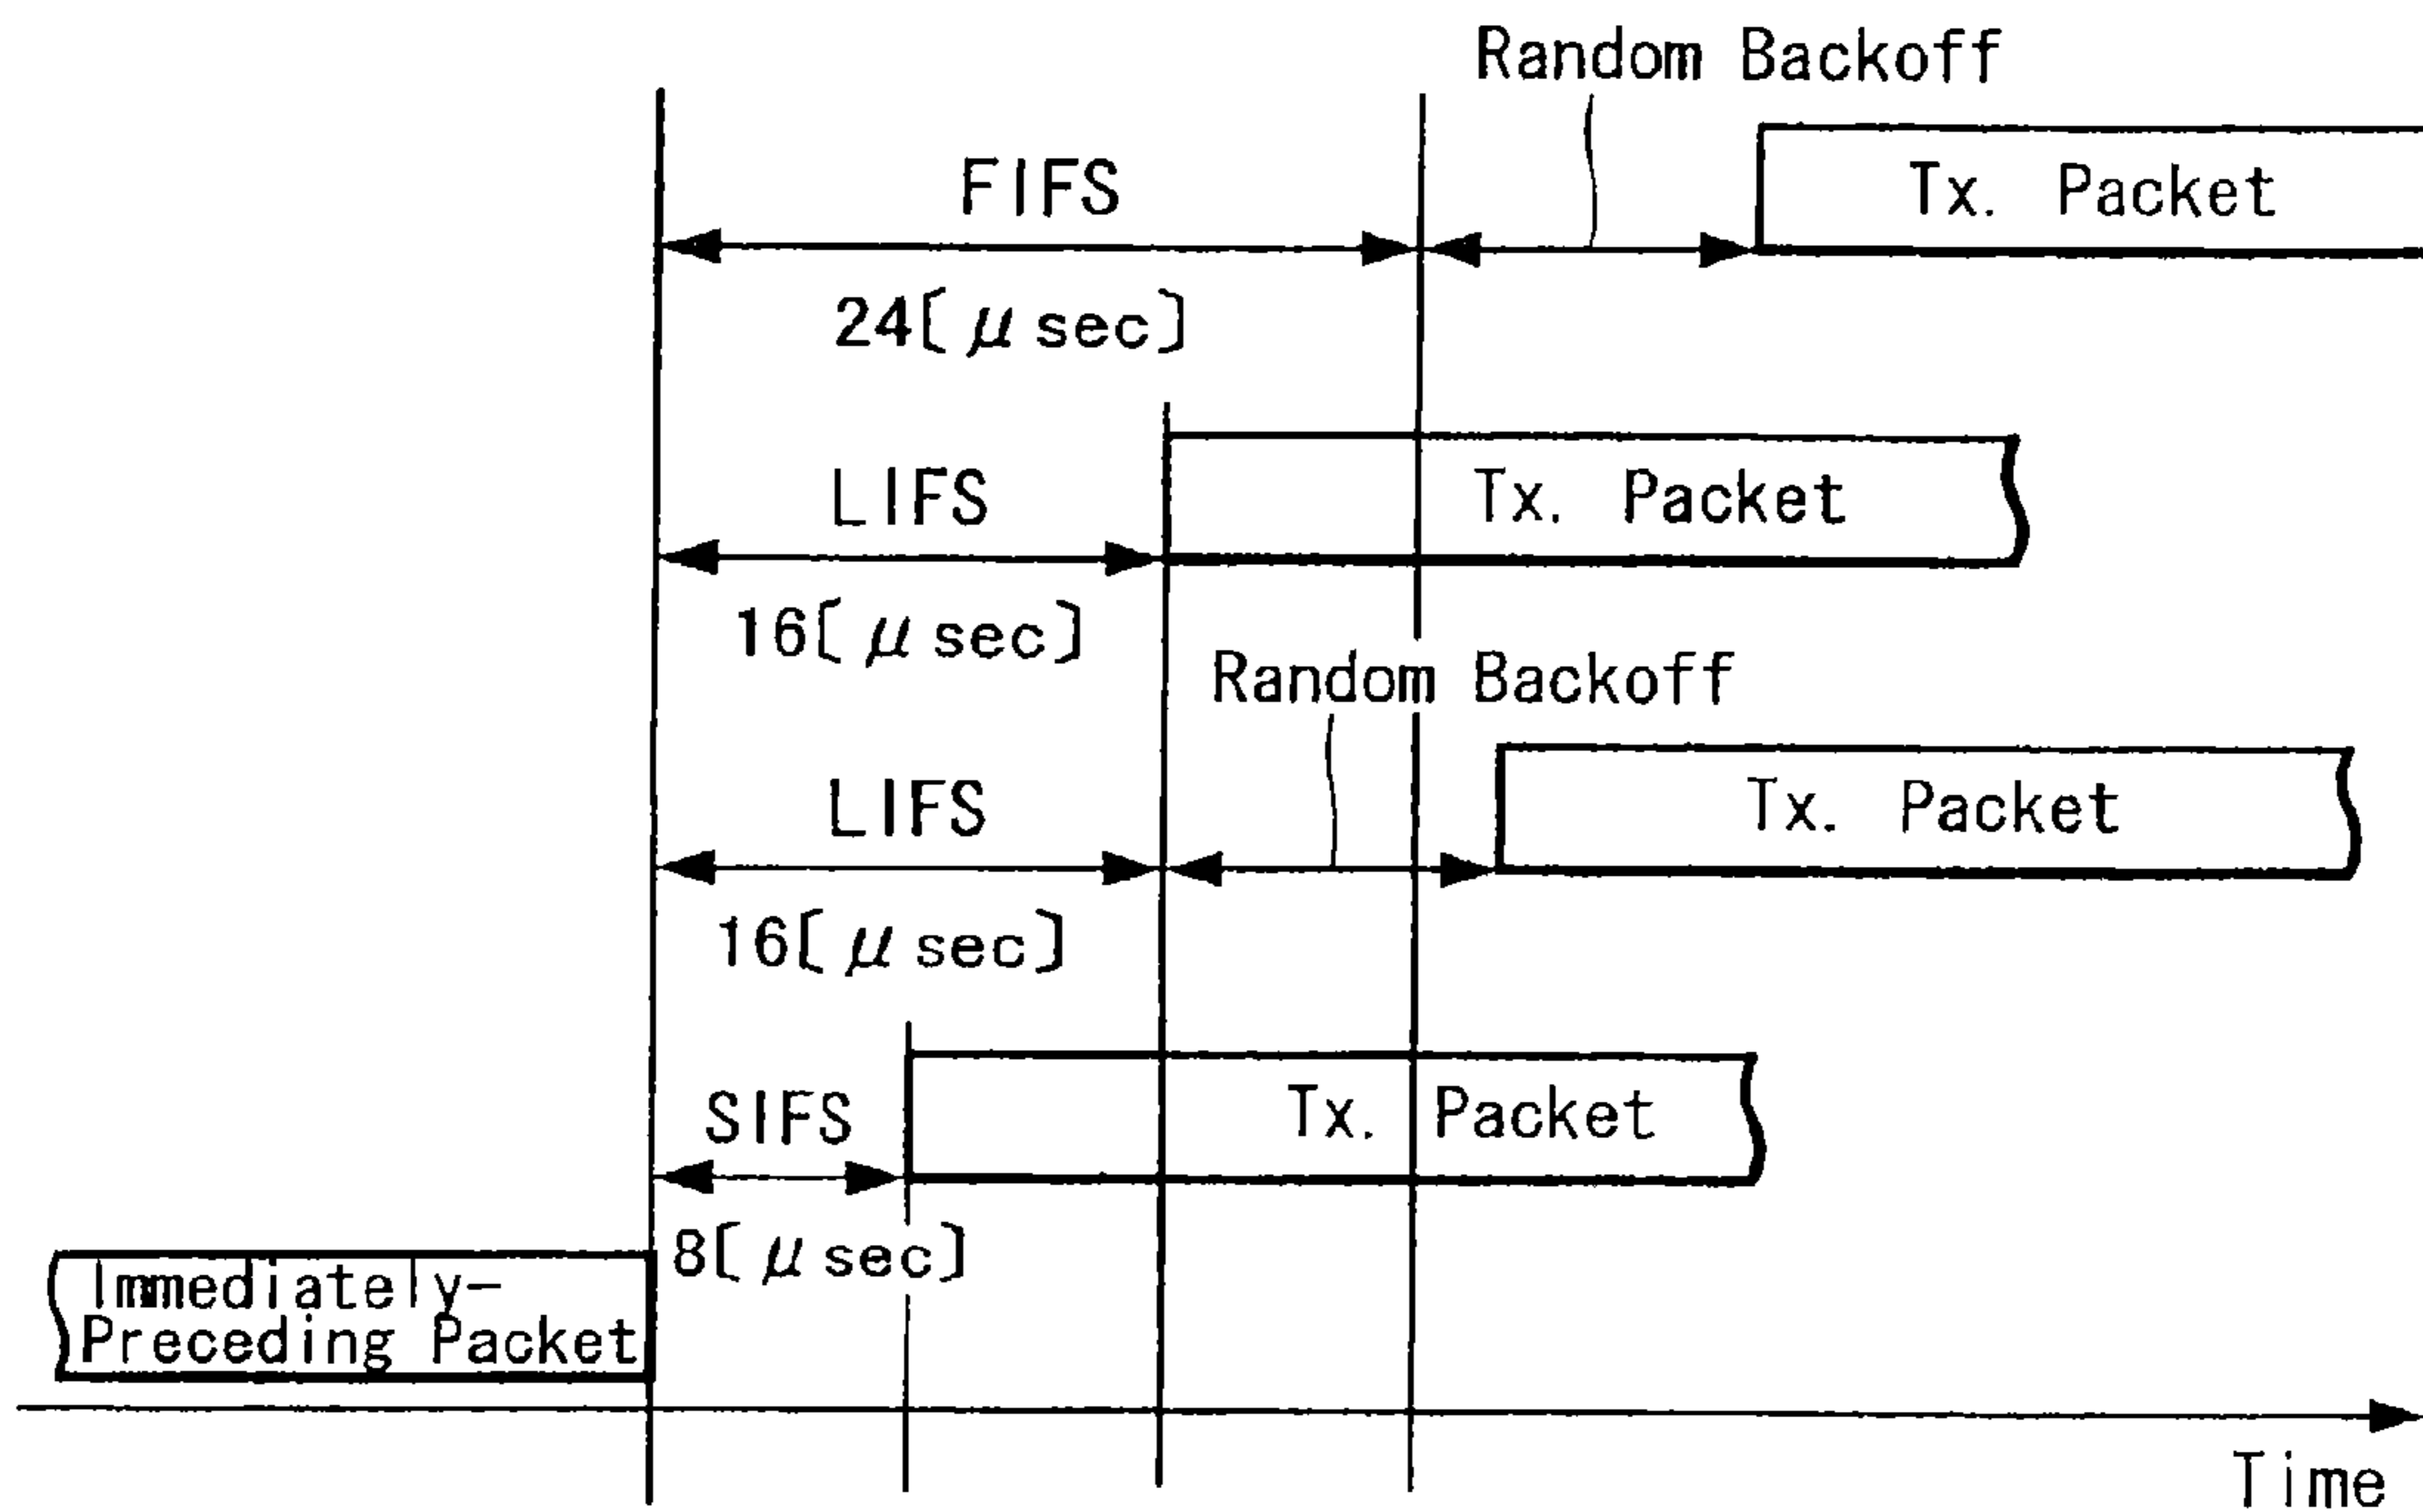 Random Backoff
FIFS
Tx. Packet
24[μsec]
LIFS
Tx. Packet
16[μsec]
Random Backoff
LIFS
Tx. Packet
16[μsec]
SIFS
Tx. Packet
8[μsec]
Immediately-
Preceding Packet
Time